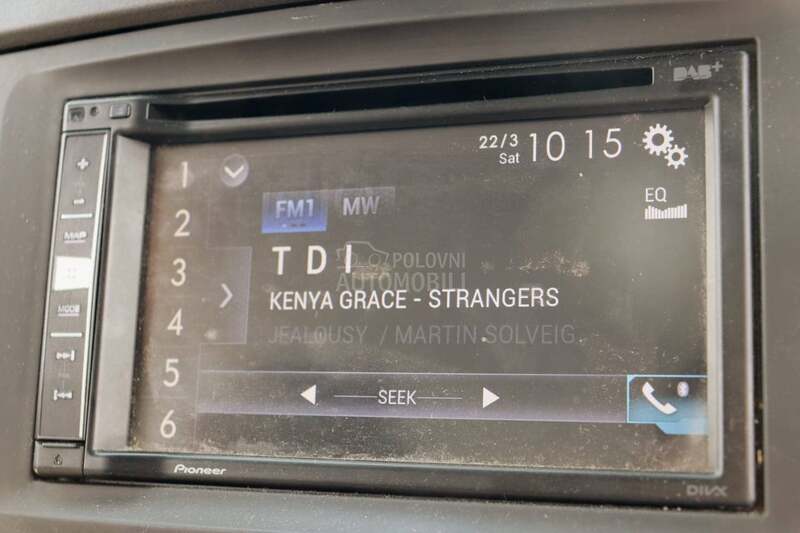 DAB+
22/3
Sat
10 15
1
2
3
4
5
6
FM1 MW
EQ
T D I
POLOVNI
AUTOMOBILI
KENYA GRACE - STRANGERS
JEALOUSY / MARTIN SOLVEIG
SEEK
MAP
MODE
Pioneer
DIVX